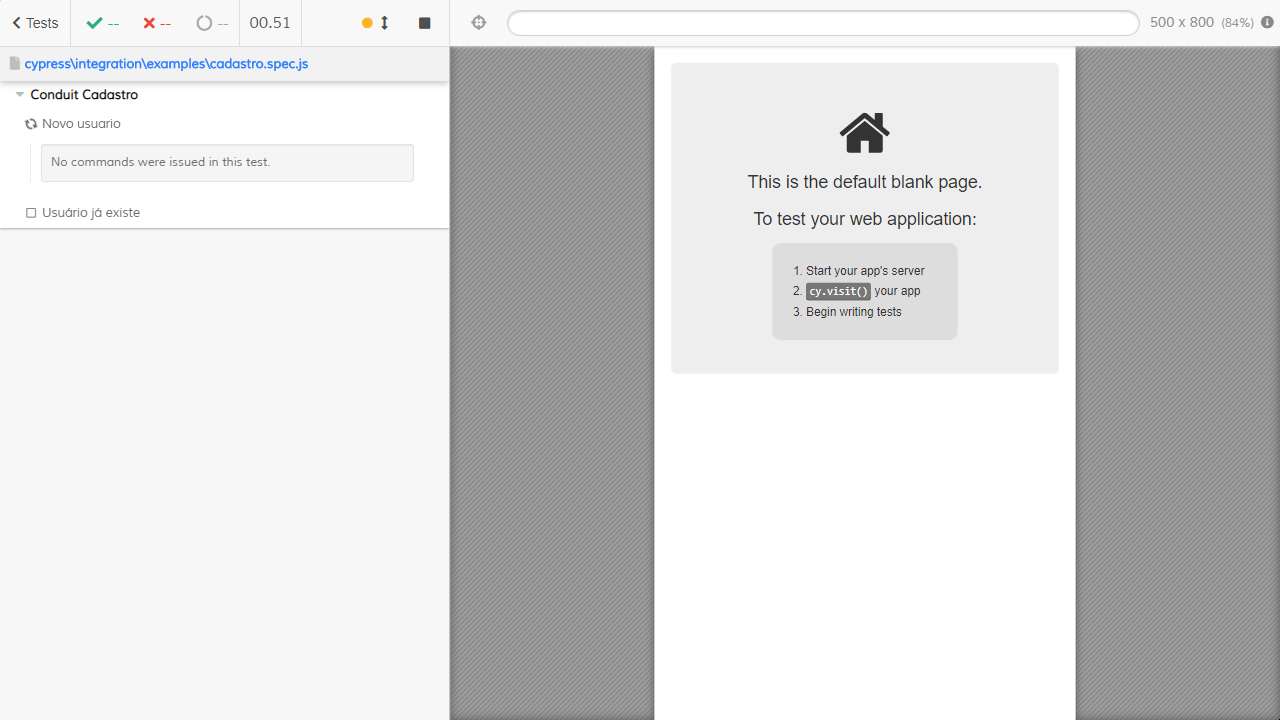 Tests -- -- -- 00.51
500 x 800 (84%)
cypress\integration\examples\cadastro.spec.js
Conduit Cadastro
Novo usuario
No commands were issued in this test.
Usuário já existe
This is the default blank page.
To test your web application:
1. Start your app's server
2. cy.visit() your app
3. Begin writing tests